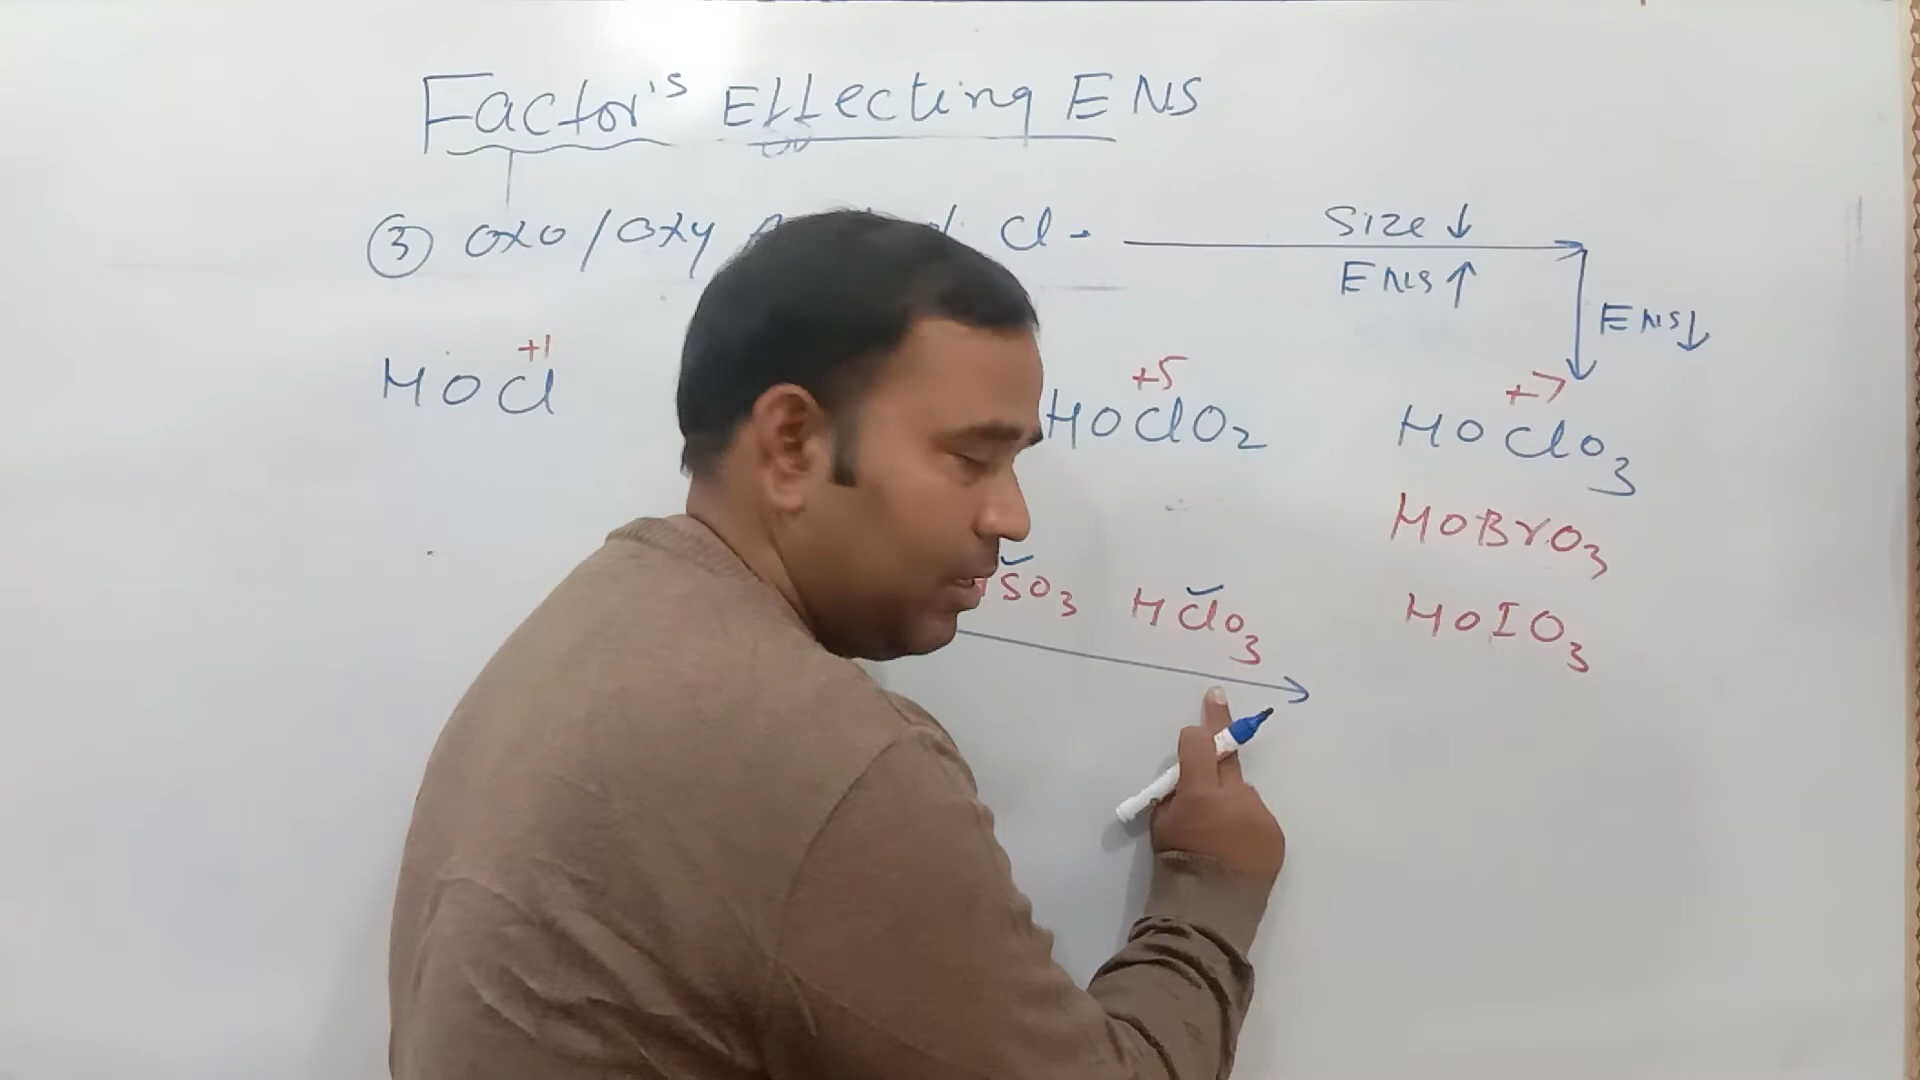 Factor's Effecting ENS
③ oxo/oxy Cl -
Size ↓
ENS ↑
ENS ↓
+1 +5 +7
HOCl HOClO2 HOClO3
HOBrO3
SO3 HClO3 HOIO3